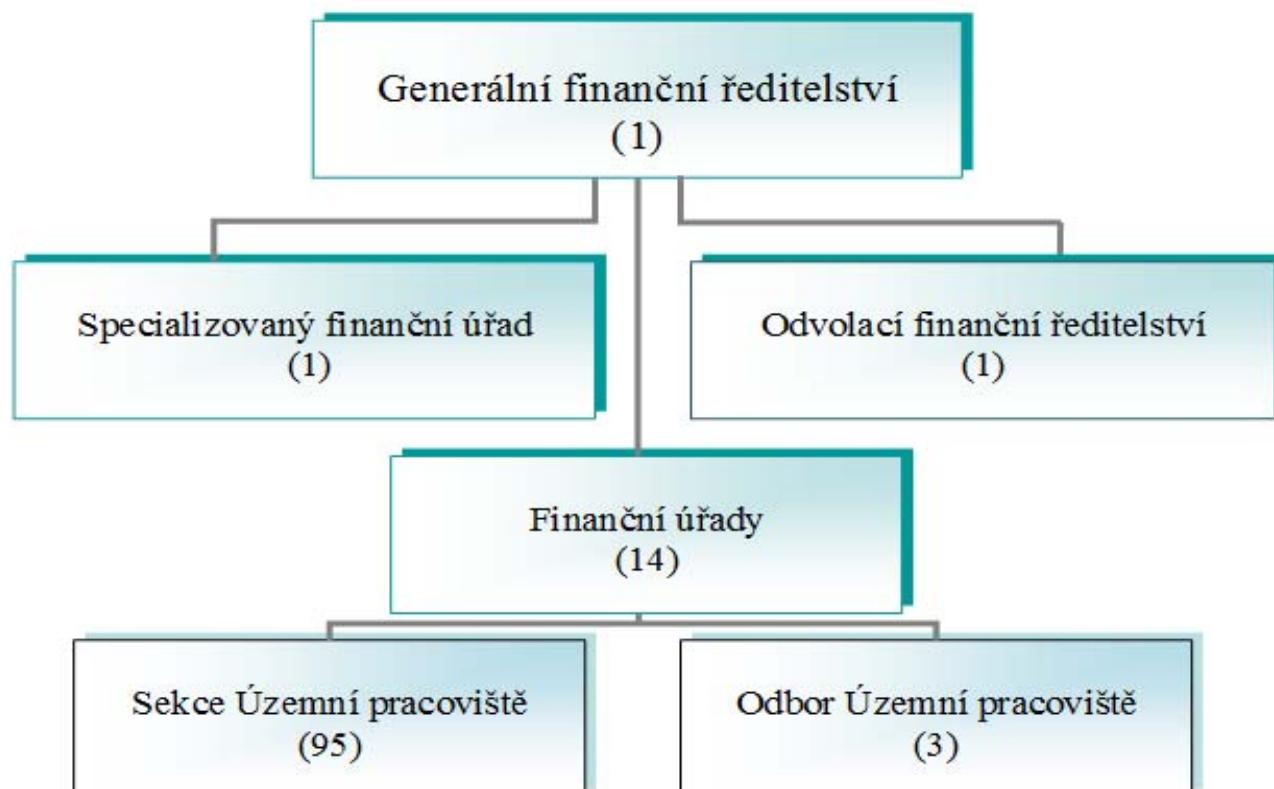 Generální finanční ředitelství
(1)
Specializovaný finanční úřad
(1)
Odvolací finanční ředitelství
(1)
Finanční úřady
(14)
Sekce Územní pracoviště
(95)
Odbor Územní pracoviště
(3)